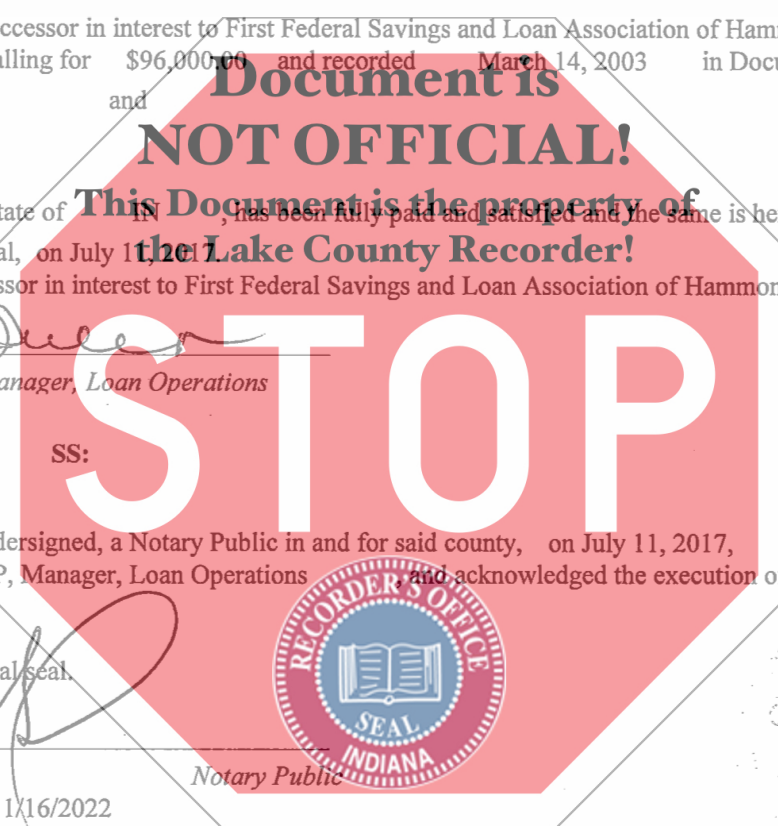 ccessor in interest to First Federal Savings and Loan Association of Hamm
alling for $96,000.00 and recorded March 14, 2003 in Docu
Document is
and
NOT OFFICIAL!
tate of IN , has been fully paid and satisfied and the same is he
This Document is the property of
al, on July 11, 2017.
the Lake County Recorder!
ssor in interest to First Federal Savings and Loan Association of Hammon
anager, Loan Operations
STOP
SS:
dersigned, a Notary Public in and for said county, on July 11, 2017,
P, Manager, Loan Operations , and acknowledged the execution o
RECORDER'S OFFICE
al seal.
SEAL
INDIANA
Notary Public
1/16/2022